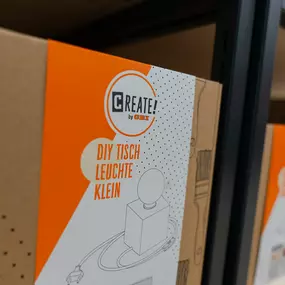 CREATE!
by OBI
DIY TISCH
LEUCHTE
KLEIN